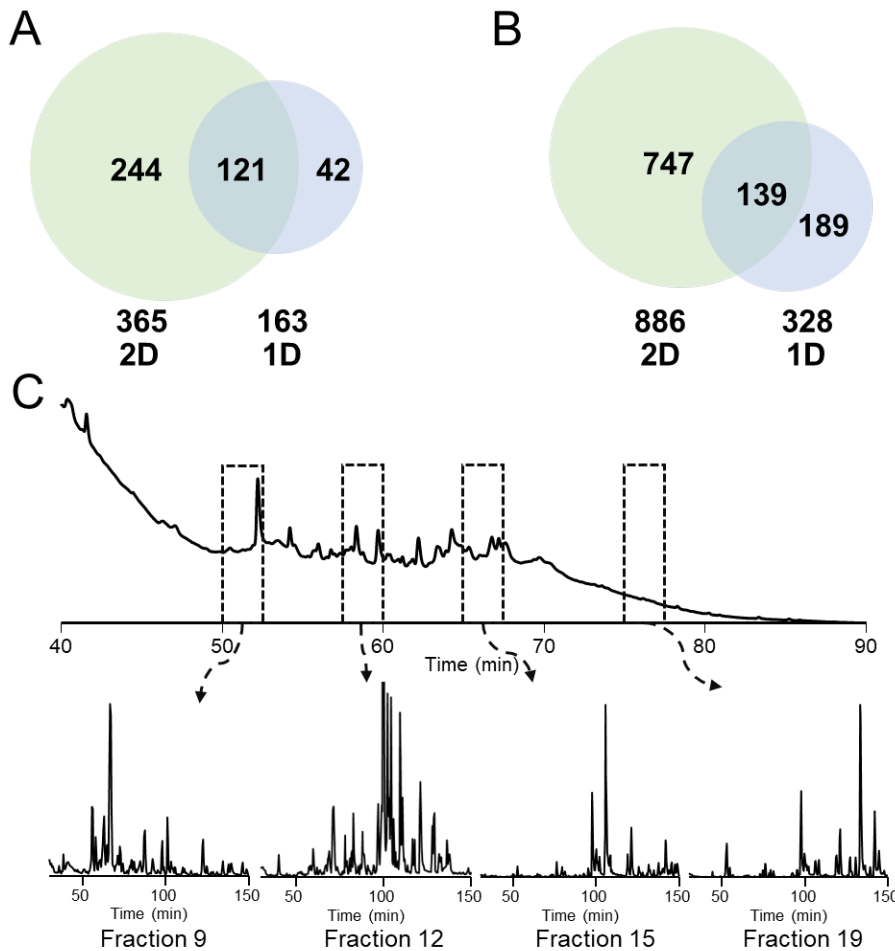 A B
244 121 42
747 139 189
365 163
2D 1D
886 328
2D 1D
C
40 50 60 70 80 90
Time (min)
50 100 150 50 100 150 50 100 150 50 100 150
Time (min) Time (min) Time (min) Time (min)
Fraction 9 Fraction 12 Fraction 15 Fraction 19